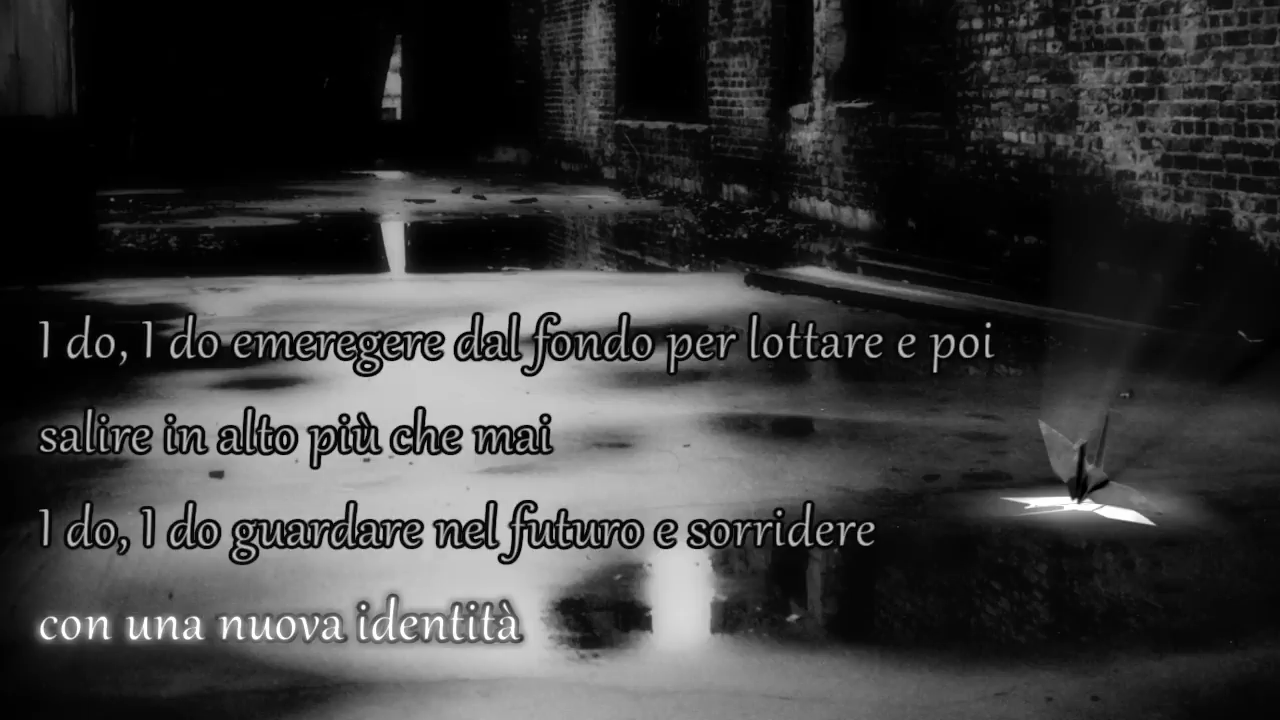 I do, I do emeregere dal fondo per lottare e poi
salire in alto più che mai
I do, I do guardare nel futuro e sorridere
con una nuova identità